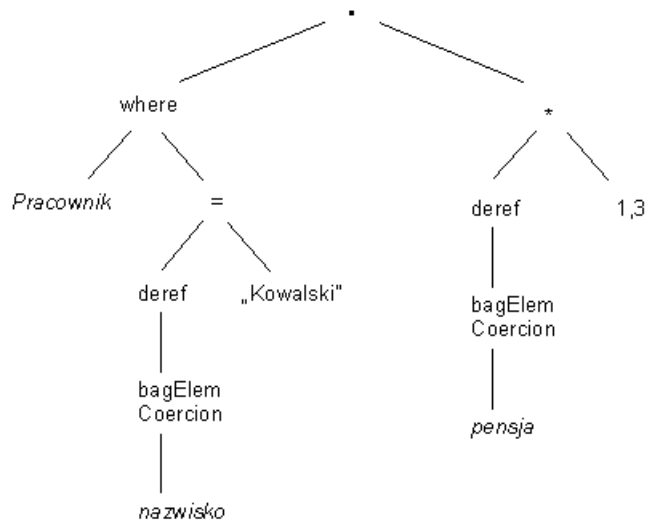 .
where
*
Pracownik
=
deref
1,3
deref
„Kowalski”
bagElem
Coercion
bagElem
Coercion
pensja
nazwisko